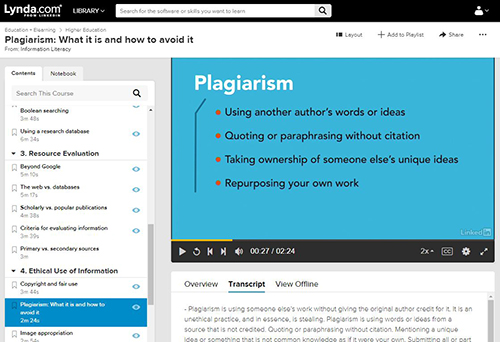 Lynda.com
FROM LINKEDIN
LIBRARY
Search for the software or skills you want to learn
Education + Elearning > Higher Education
Plagiarism: What it is and how to avoid it
From: Information Literacy
Layout
Add to Playlist
Share
Contents
Notebook
Search This Course
Boolean searching
3m 46s
Using a research database
6m 34s
3. Resource Evaluation
Beyond Google
5m 10s
The web vs. databases
5m 17s
Scholarly vs. popular publications
4m 38s
Criteria for evaluating information
3m 39s
Primary vs. secondary sources
3m
4. Ethical Use of Information
Copyright and fair use
3m 44s
Plagiarism: What it is and how to
avoid it
2m 24s
Image appropriation
Plagiarism
Using another author's words or ideas
Quoting or paraphrasing without citation
Taking ownership of someone else's unique ideas
Repurposing your own work
LinkedIn
00:27 / 02:24
2x
CC
Overview
Transcript
View Offline
- Plagiarism is using someone else's work without giving the original author credit for it. It is an
unethical practice, and in essence, is stealing. Plagiarism is using words or ideas from a
source that is not credited. Quoting or paraphrasing without citation. Mentioning a unique
idea or something that is not common knowledge as if it were your own. Submitting all or part